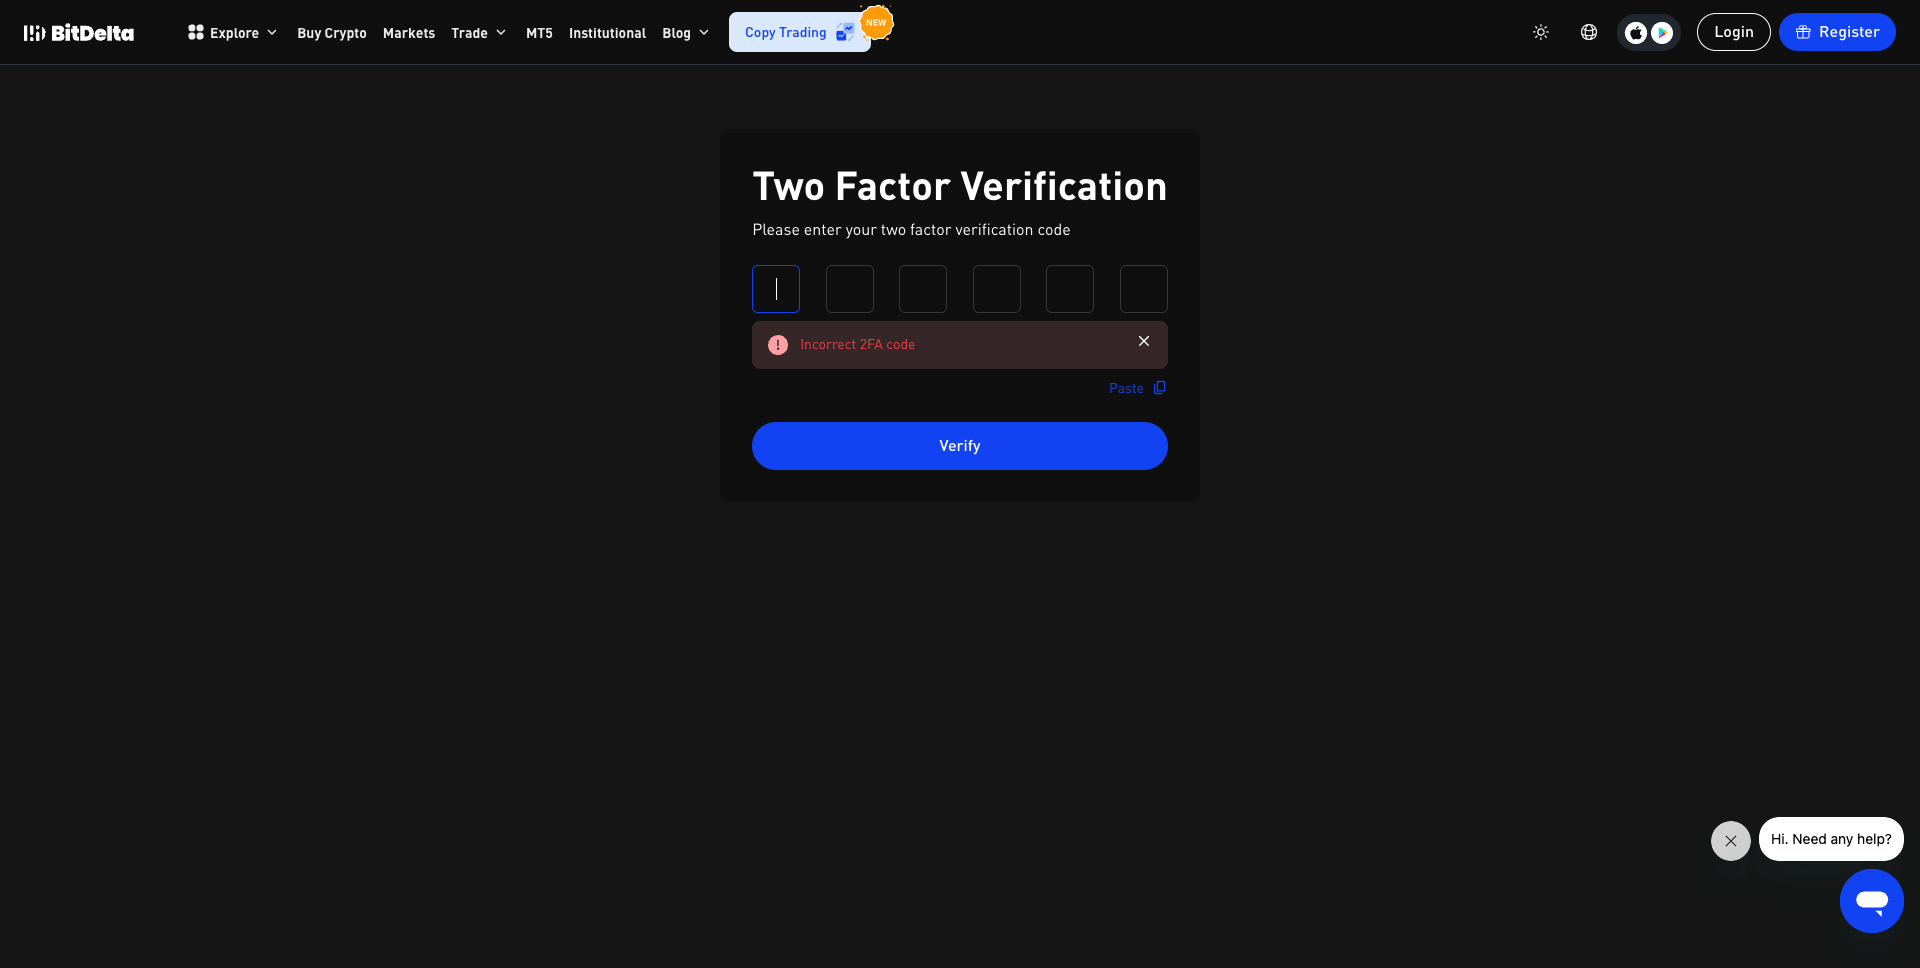 BitDelta
Explore Buy Crypto Markets Trade MT5 Institutional Blog Copy Trading NEW Login Register
Two Factor Verification
Please enter your two factor verification code
Incorrect 2FA code
Paste
Verify
Hi. Need any help?